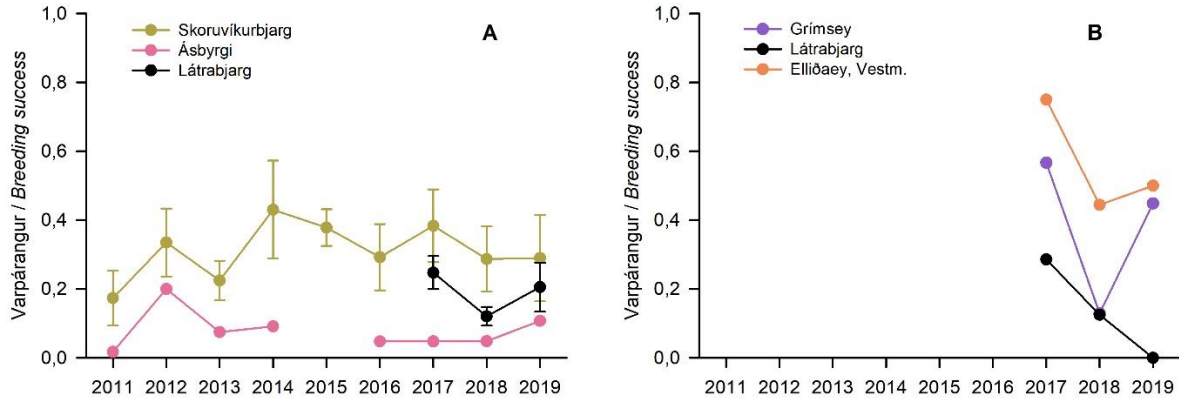 Varpárangur / Breeding success
1,0
0,8
0,6
0,4
0,2
0,0
Skoruvíkurbjarg
Ásbyrgi
Látrabjarg
A
2011 2012 2013 2014 2015 2016 2017 2018 2019
Varpárangur / Breeding success
1,0
0,8
0,6
0,4
0,2
0,0
Grímsey
Látrabjarg
Elliðaey, Vestm.
B
2011 2012 2013 2014 2015 2016 2017 2018 2019